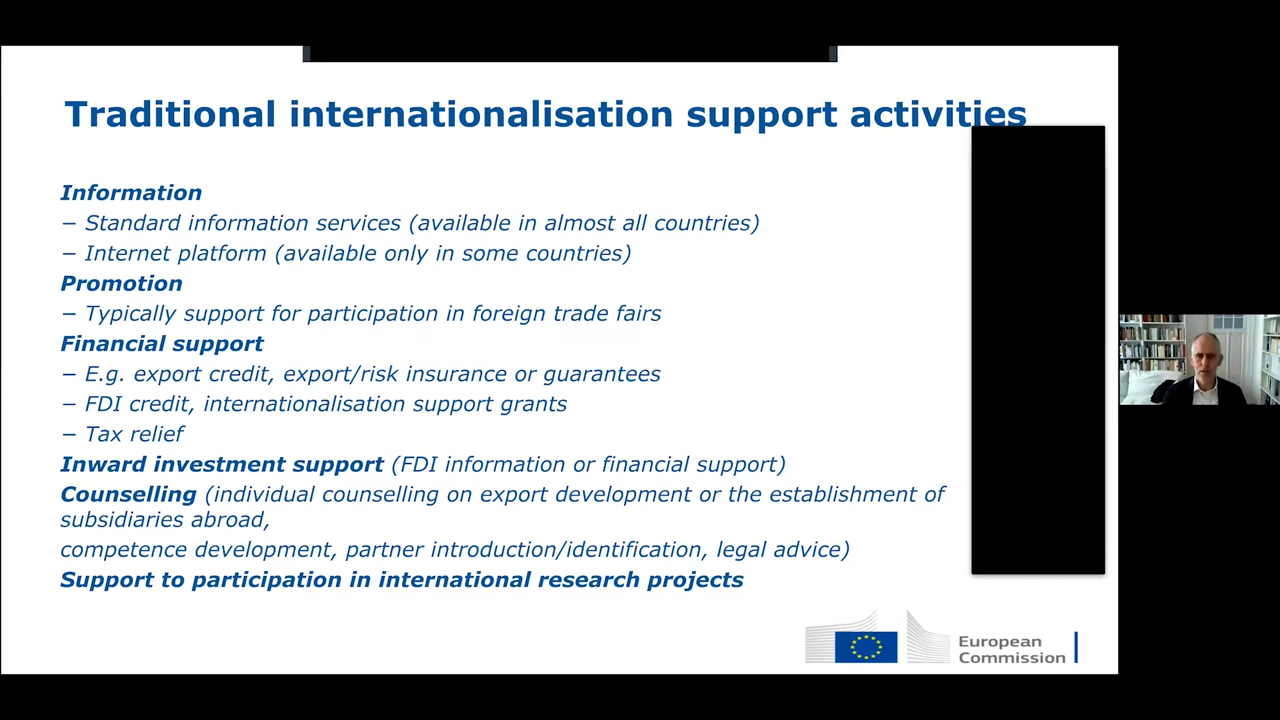 Traditional internationalisation support activities
Information
− Standard information services (available in almost all countries)
− Internet platform (available only in some countries)
Promotion
− Typically support for participation in foreign trade fairs
Financial support
− E.g. export credit, export/risk insurance or guarantees
− FDI credit, internationalisation support grants
− Tax relief
Inward investment support (FDI information or financial support)
Counselling (individual counselling on export development or the establishment of
subsidiaries abroad,
competence development, partner introduction/identification, legal advice)
Support to participation in international research projects
European
Commission